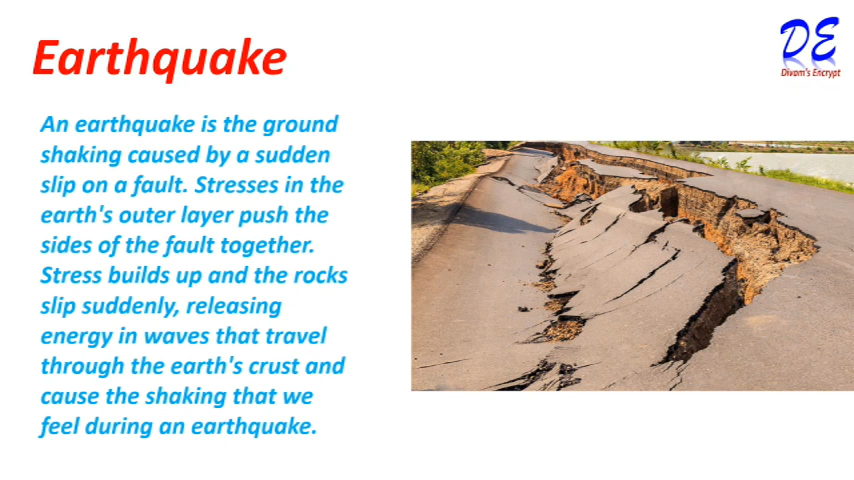 Earthquake
DE
Divam's Encrypt
An earthquake is the ground
shaking caused by a sudden
slip on a fault. Stresses in the
earth's outer layer push the
sides of the fault together.
Stress builds up and the rocks
slip suddenly, releasing
energy in waves that travel
through the earth's crust and
cause the shaking that we
feel during an earthquake.